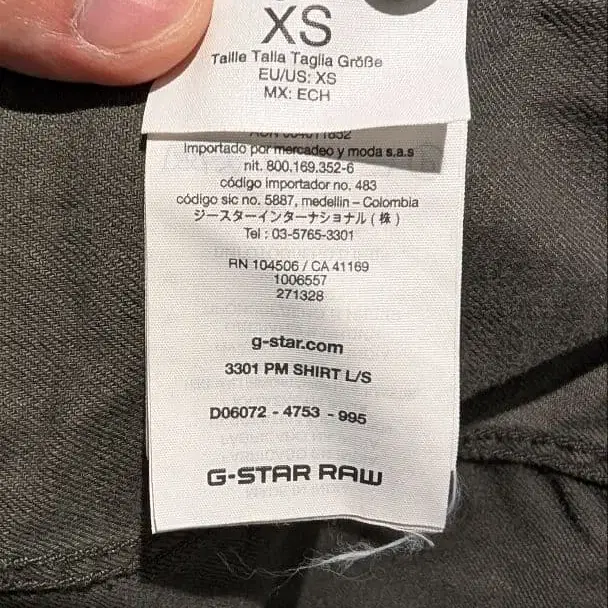 XS
Taille Talla Taglia Größe
EU/US: XS
MX: ECH
Importado por mercadeo y moda s.a.s
nit. 800.169.352-6
código importador no. 483
código sic no. 5887, medellin – Colombia
ジースターインターナショナル ( 株 )
Tel : 03-5765-3301
RN 104506 / CA 41169
1006557
271328
g-star.com
3301 PM SHIRT L/S
D06072 - 4753 - 995
G-STAR RAW